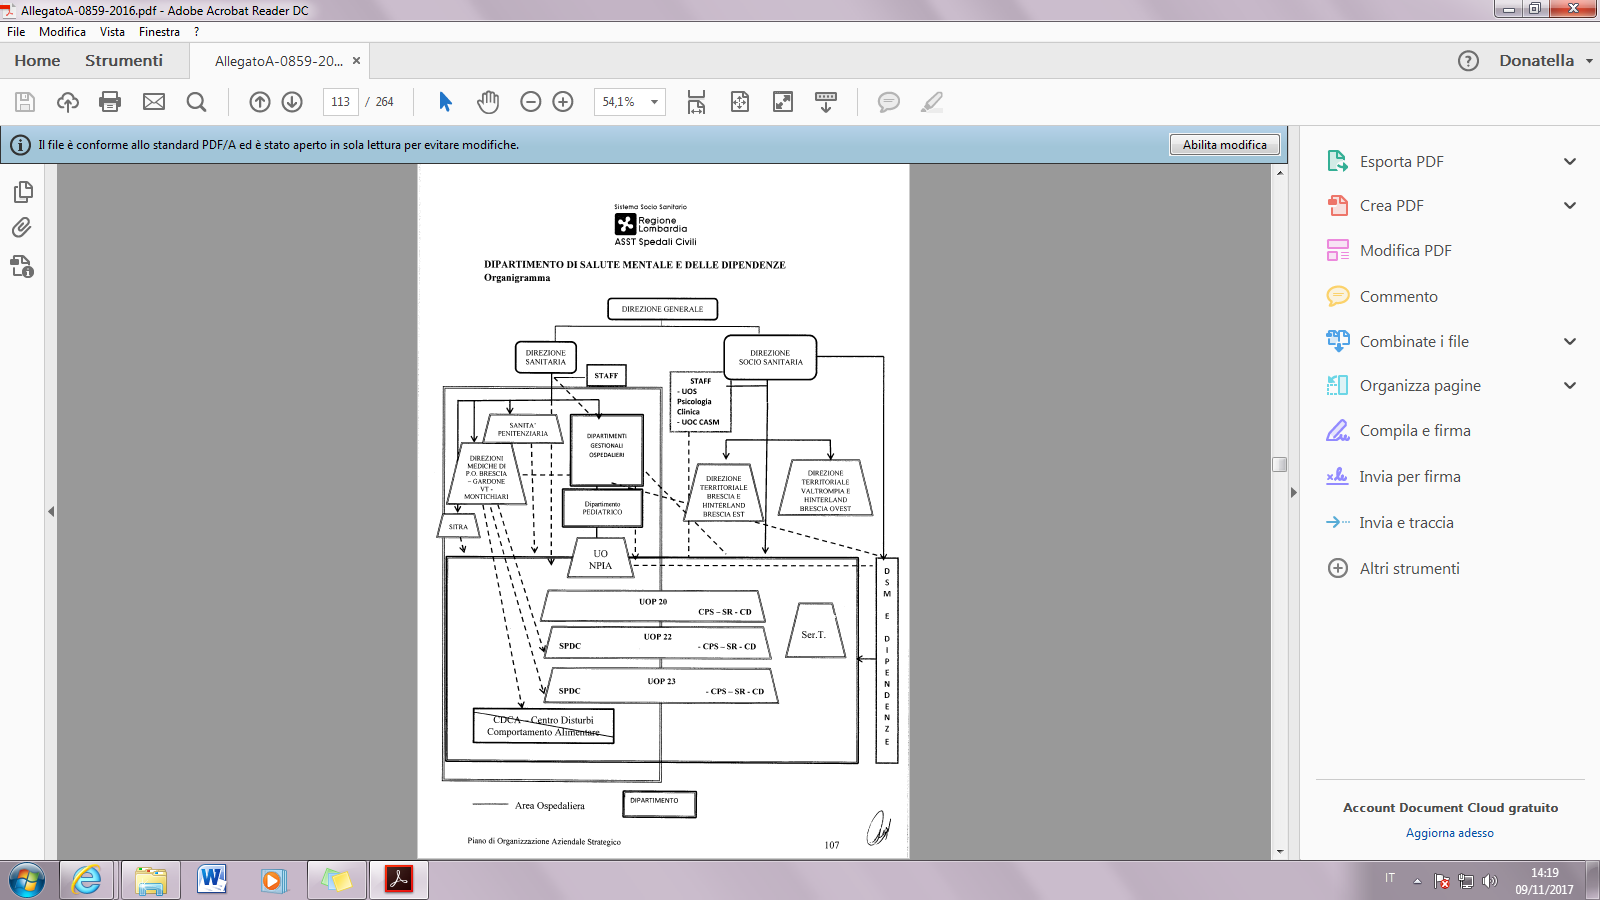 AllegatoA-0859-2016.pdf - Adobe Acrobat Reader DC
File Modifica Vista Finestra ?
Home Strumenti AllegatoA-0859-20... × ? Donatella
113 / 264 54,1%
Il file è conforme allo standard PDF/A ed è stato aperto in sola lettura per evitare modifiche. Abilita modifica
Sistema Socio Sanitario
Regione
Lombardia
ASST Spedali Civili
DIPARTIMENTO DI SALUTE MENTALE E DELLE DIPENDENZE
Organigramma
DIREZIONE GENERALE
DIREZIONE
SANITARIA
DIREZIONE
SOCIO SANITARIA
STAFF
STAFF
- UOS
Psicologia
Clinica
- UOC CASM
SANITA'
PENITENZIARIA
DIPARTIMENTI
GESTIONALI
OSPEDALIERI
DIREZIONI
MEDICHE DI
P.O. BRESCIA
– GARDONE
VT -
MONTICHIARI
DIREZIONE
TERRITORIALE
BRESCIA E
HINTERLAND
BRESCIA EST
DIREZIONE
TERRITORIALE
VALTROMPIA E
HINTERLAND
BRESCIA OVEST
Dipartimento
PEDIATRICO
SITRA
UO
NPIA
UOP 20
CPS – SR - CD
UOP 22
SPDC - CPS – SR - CD
UOP 23
SPDC - CPS – SR - CD
Ser.T.
DSM E DIPENDENZE
CDCA - Centro Disturbi
Comportamento Alimentare
Area Ospedaliera
DIPARTIMENTO
Piano di Organizzazione Aziendale Strategico
107
Esporta PDF
Crea PDF
Modifica PDF
Commento
Combinate i file
Organizza pagine
Compila e firma
Invia per firma
Invia e traccia
Altri strumenti
Account Document Cloud gratuito
Aggiorna adesso
IT
14:19
09/11/2017